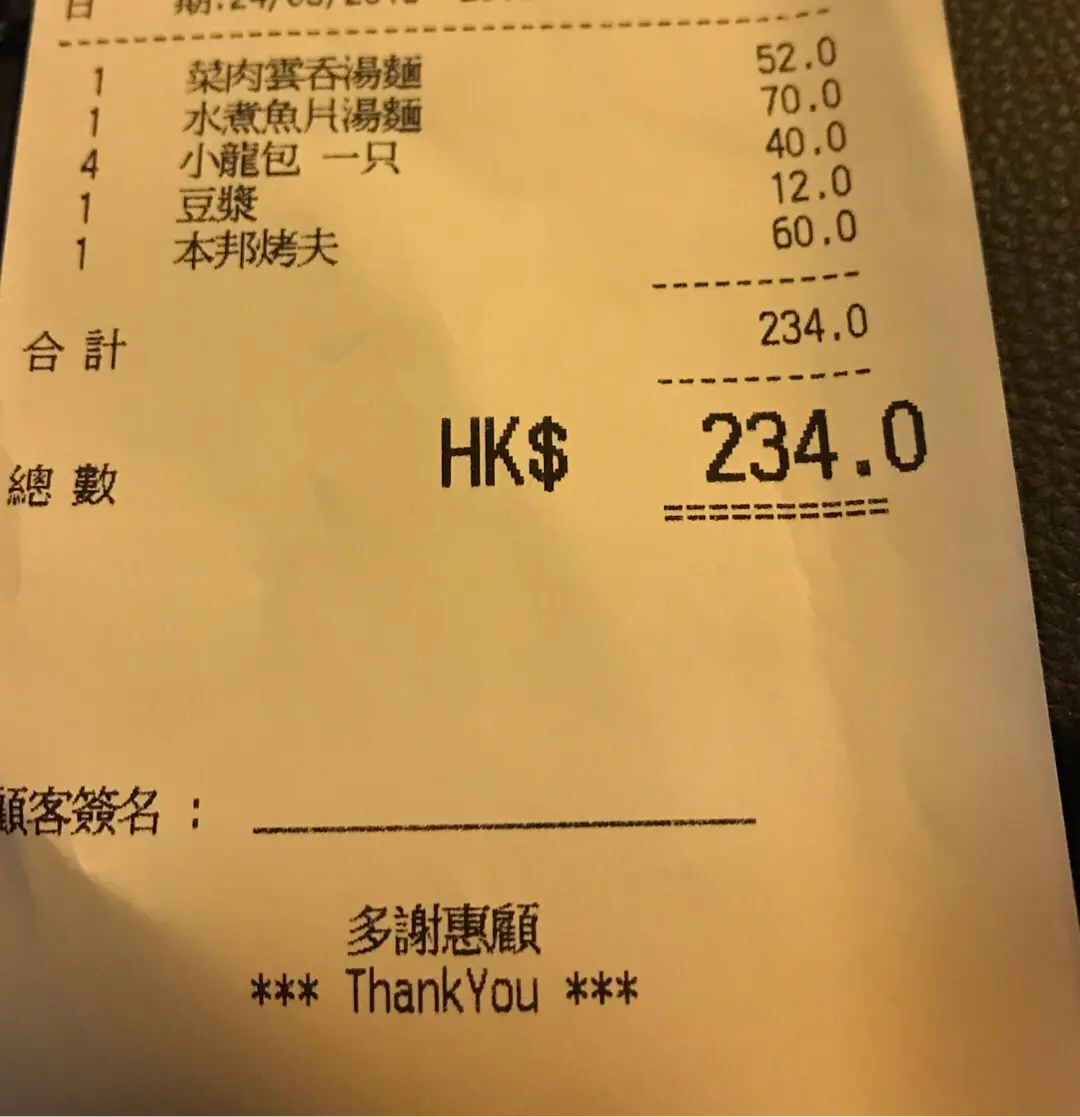 1 菜肉雲吞湯麵 52.0
1 水煮魚片湯麵 70.0
4 小龍包 一只 40.0
1 豆漿 12.0
1 本邦烤夫 60.0
合計 234.0
總數 HK$ 234.0
顧客簽名：
多謝惠顧
*** ThankYou ***